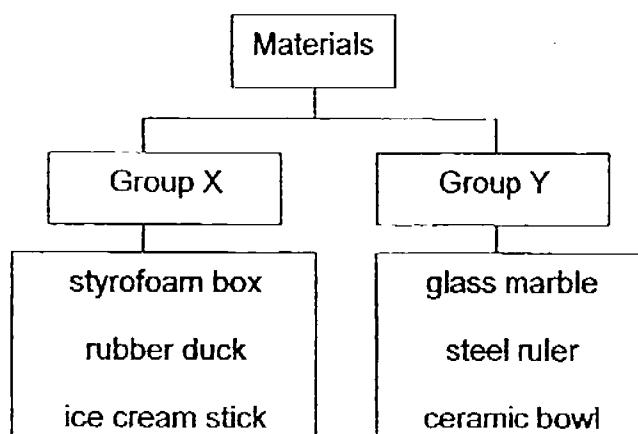 Materials
Group X
Group Y
styrofoam box
rubber duck
ice cream stick
glass marble
steel ruler
ceramic bowl